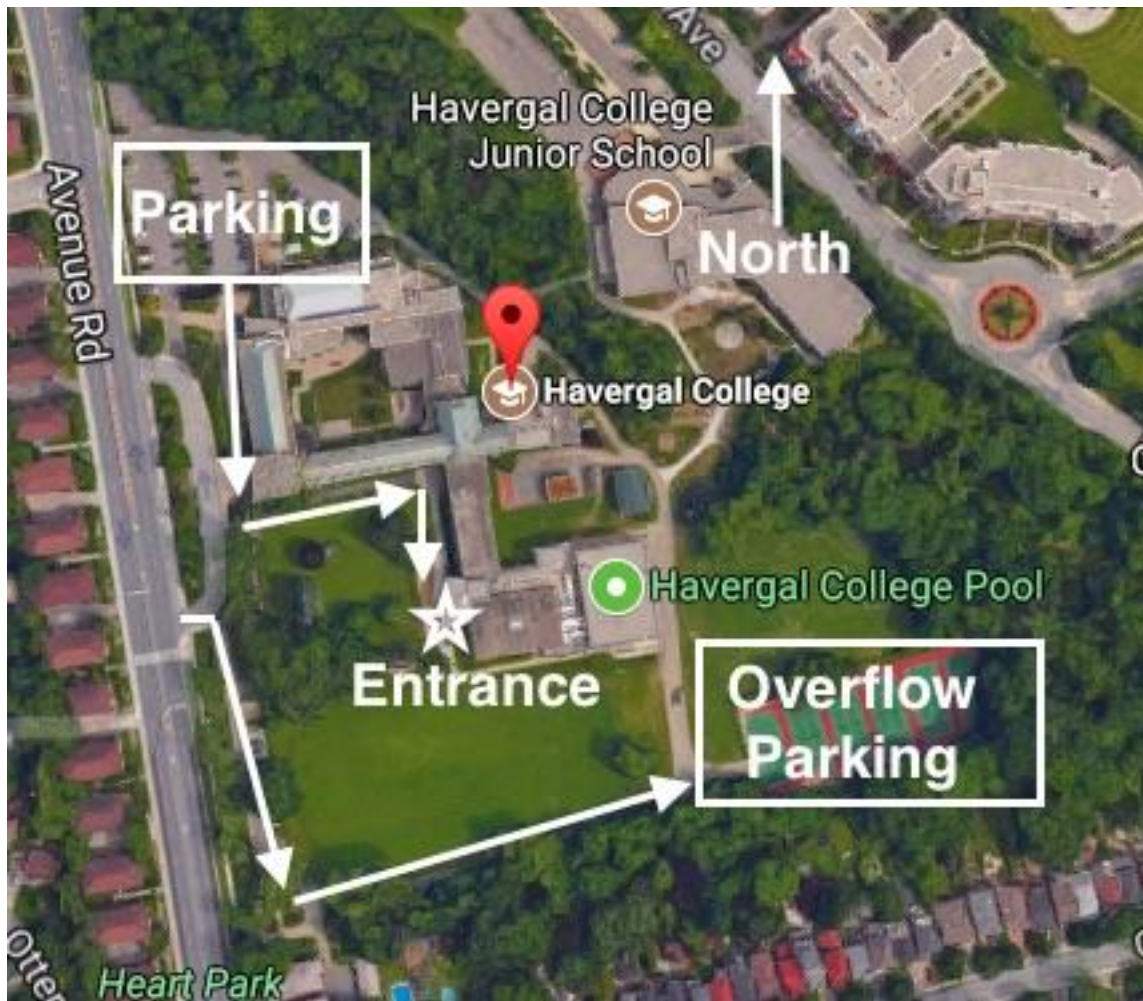 Ave
Havergal College
Junior School
Parking
Avenue Rd
North
Havergal College
Havergal College Pool
Entrance
Overflow
Parking
Otter
Heart Park